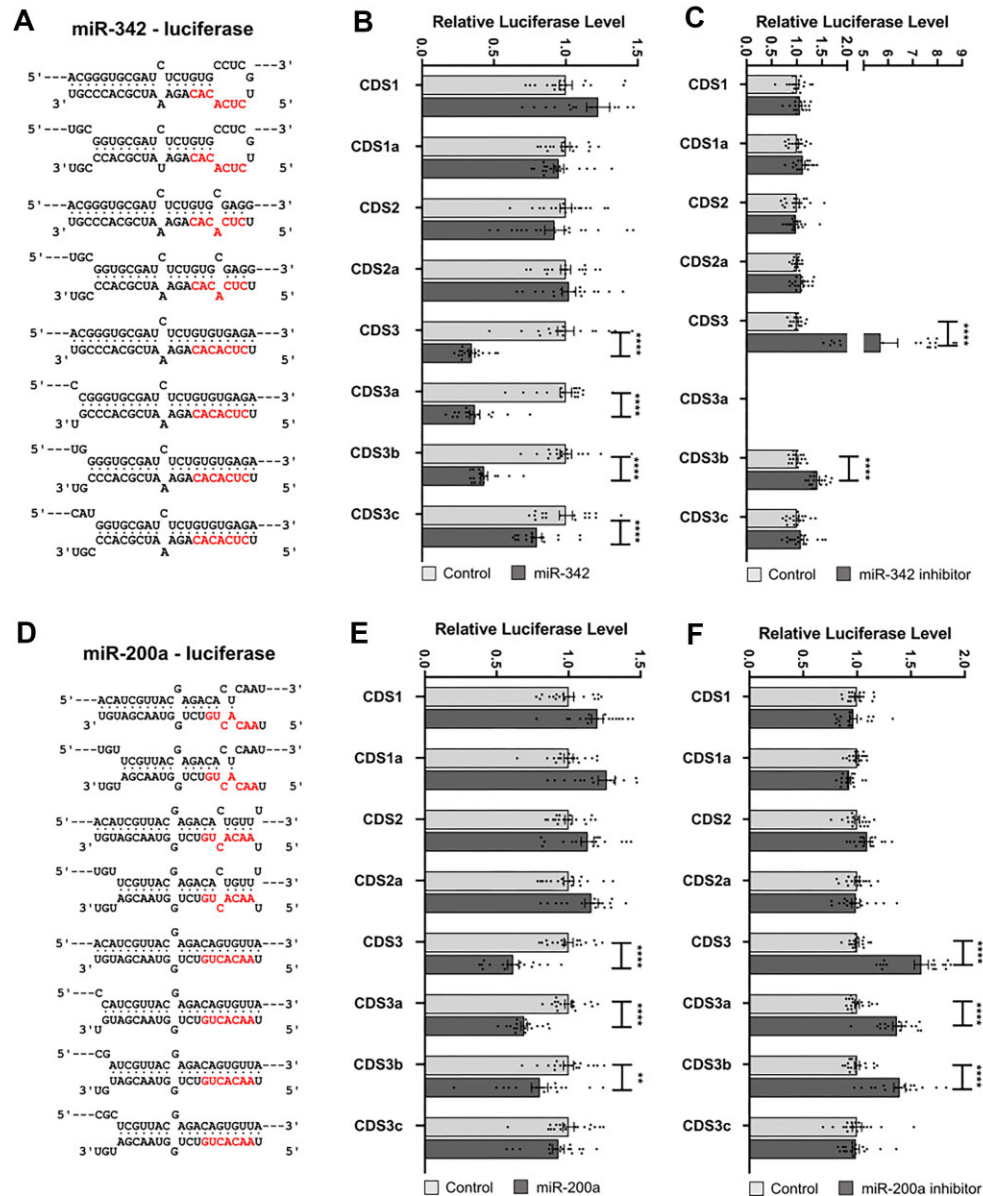 A
miR-342 - luciferase
C CCUC ---3'
5'---ACGGGUGCGAU UCUGUG G
UGCCCACGCUA AGACAC U
3' A ACUC 5'
5'---UGC C CCUC ---3'
GGUGCGAU UCUGUG G
CCACGCUA AGACAC U
3'UGC U ACUC 5'
C C
5'---ACGGGUGCGAU UCUGUG GAGG---3'
UGCCCACGCUA AGACAC CUCU
3' A A 5'
5'---UGC C C
GGUGCGAU UCUGUG GAGG---3'
CCACGCUA AGACAC CUCU
3'UGC A A 5'
C
5'---ACGGGUGCGAU UCUGUGUGAGA---3'
UGCCCACGCUA AGACACACUCU
3' A 5'
5'---C C
CGGGUGCGAU UCUGUGUGAGA---3'
GCCCACGCUA AGACACACUCU
3'U A 5'
5'---UG C
GGGUGCGAU UCUGUGUGAGA---3'
CCCACGCUA AGACACACUCU
3'UG A 5'
5'---CAU C
GGUGCGAU UCUGUGUGAGA---3'
CCACGCUA AGACACACUCU
3'UGC A 5'
B
Relative Luciferase Level
0.0 0.5 1.0 1.5
CDS1
CDS1a
CDS2
CDS2a
CDS3
****
CDS3a
****
CDS3b
****
CDS3c
****
Control miR-342
C
Relative Luciferase Level
0.0 0.5 1.0 1.5 2.0 5 6 7 8 9
CDS1
CDS1a
CDS2
CDS2a
CDS3
****
CDS3a
CDS3b
****
CDS3c
Control miR-342 inhibitor
D
miR-200a - luciferase
G C CAAU---3'
5'---ACAUCGUUAC AGACA U
UGUAGCAAUG UCUGU A
3' G C CAAU 5'
5'---UGU G C CAAU---3'
UCGUUAC AGACA U
AGCAAUG UCUGU A
3'UGU G C CAAU 5'
G C U
5'---ACAUCGUUAC AGACA UGUU ---3'
UGUAGCAAUG UCUGU ACAA
3' G C U 5'
5'---UGU G C U
UCGUUAC AGACA UGUU ---3'
AGCAAUG UCUGU ACAA
3'UGU G C U 5'
G
5'---ACAUCGUUAC AGACAGUGUUA---3'
UGUAGCAAUG UCUGUCACAAU
3' G 5'
5'---C G
CAUCGUUAC AGACAGUGUUA---3'
GUAGCAAUG UCUGUCACAAU
3'U G 5'
5'---CG G
AUCGUUAC AGACAGUGUUA---3'
UAGCAAUG UCUGUCACAAU
3'UG G 5'
5'---CGC G
UCGUUAC AGACAGUGUUA---3'
AGCAAUG UCUGUCACAAU
3'UGU G 5'
E
Relative Luciferase Level
0.0 0.5 1.0 1.5
CDS1
CDS1a
CDS2
CDS2a
CDS3
****
CDS3a
****
CDS3b
**
CDS3c
Control miR-200a
F
Relative Luciferase Level
0.0 0.5 1.0 1.5 2.0
CDS1
CDS1a
CDS2
CDS2a
CDS3
****
CDS3a
****
CDS3b
****
CDS3c
Control miR-200a inhibitor